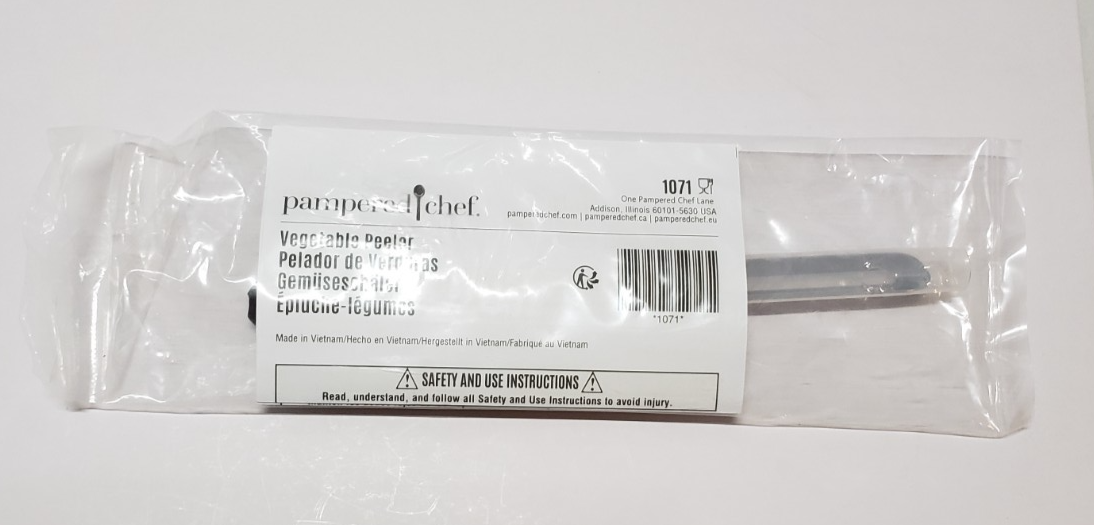 pampered chef.
1071
One Pampered Chef Lane
Addison, Illinois 60101-5630 USA
pamperedchef.com | pamperedchef.ca | pamperedchef.eu
Vegetable Peeler
Pelador de Verduras
Gemüseschäler
Épluche-légumes
*1071*
Made in Vietnam/Hecho en Vietnam/Hergestellt in Vietnam/Fabriqué au Vietnam
SAFETY AND USE INSTRUCTIONS
Read, understand, and follow all Safety and Use Instructions to avoid injury.